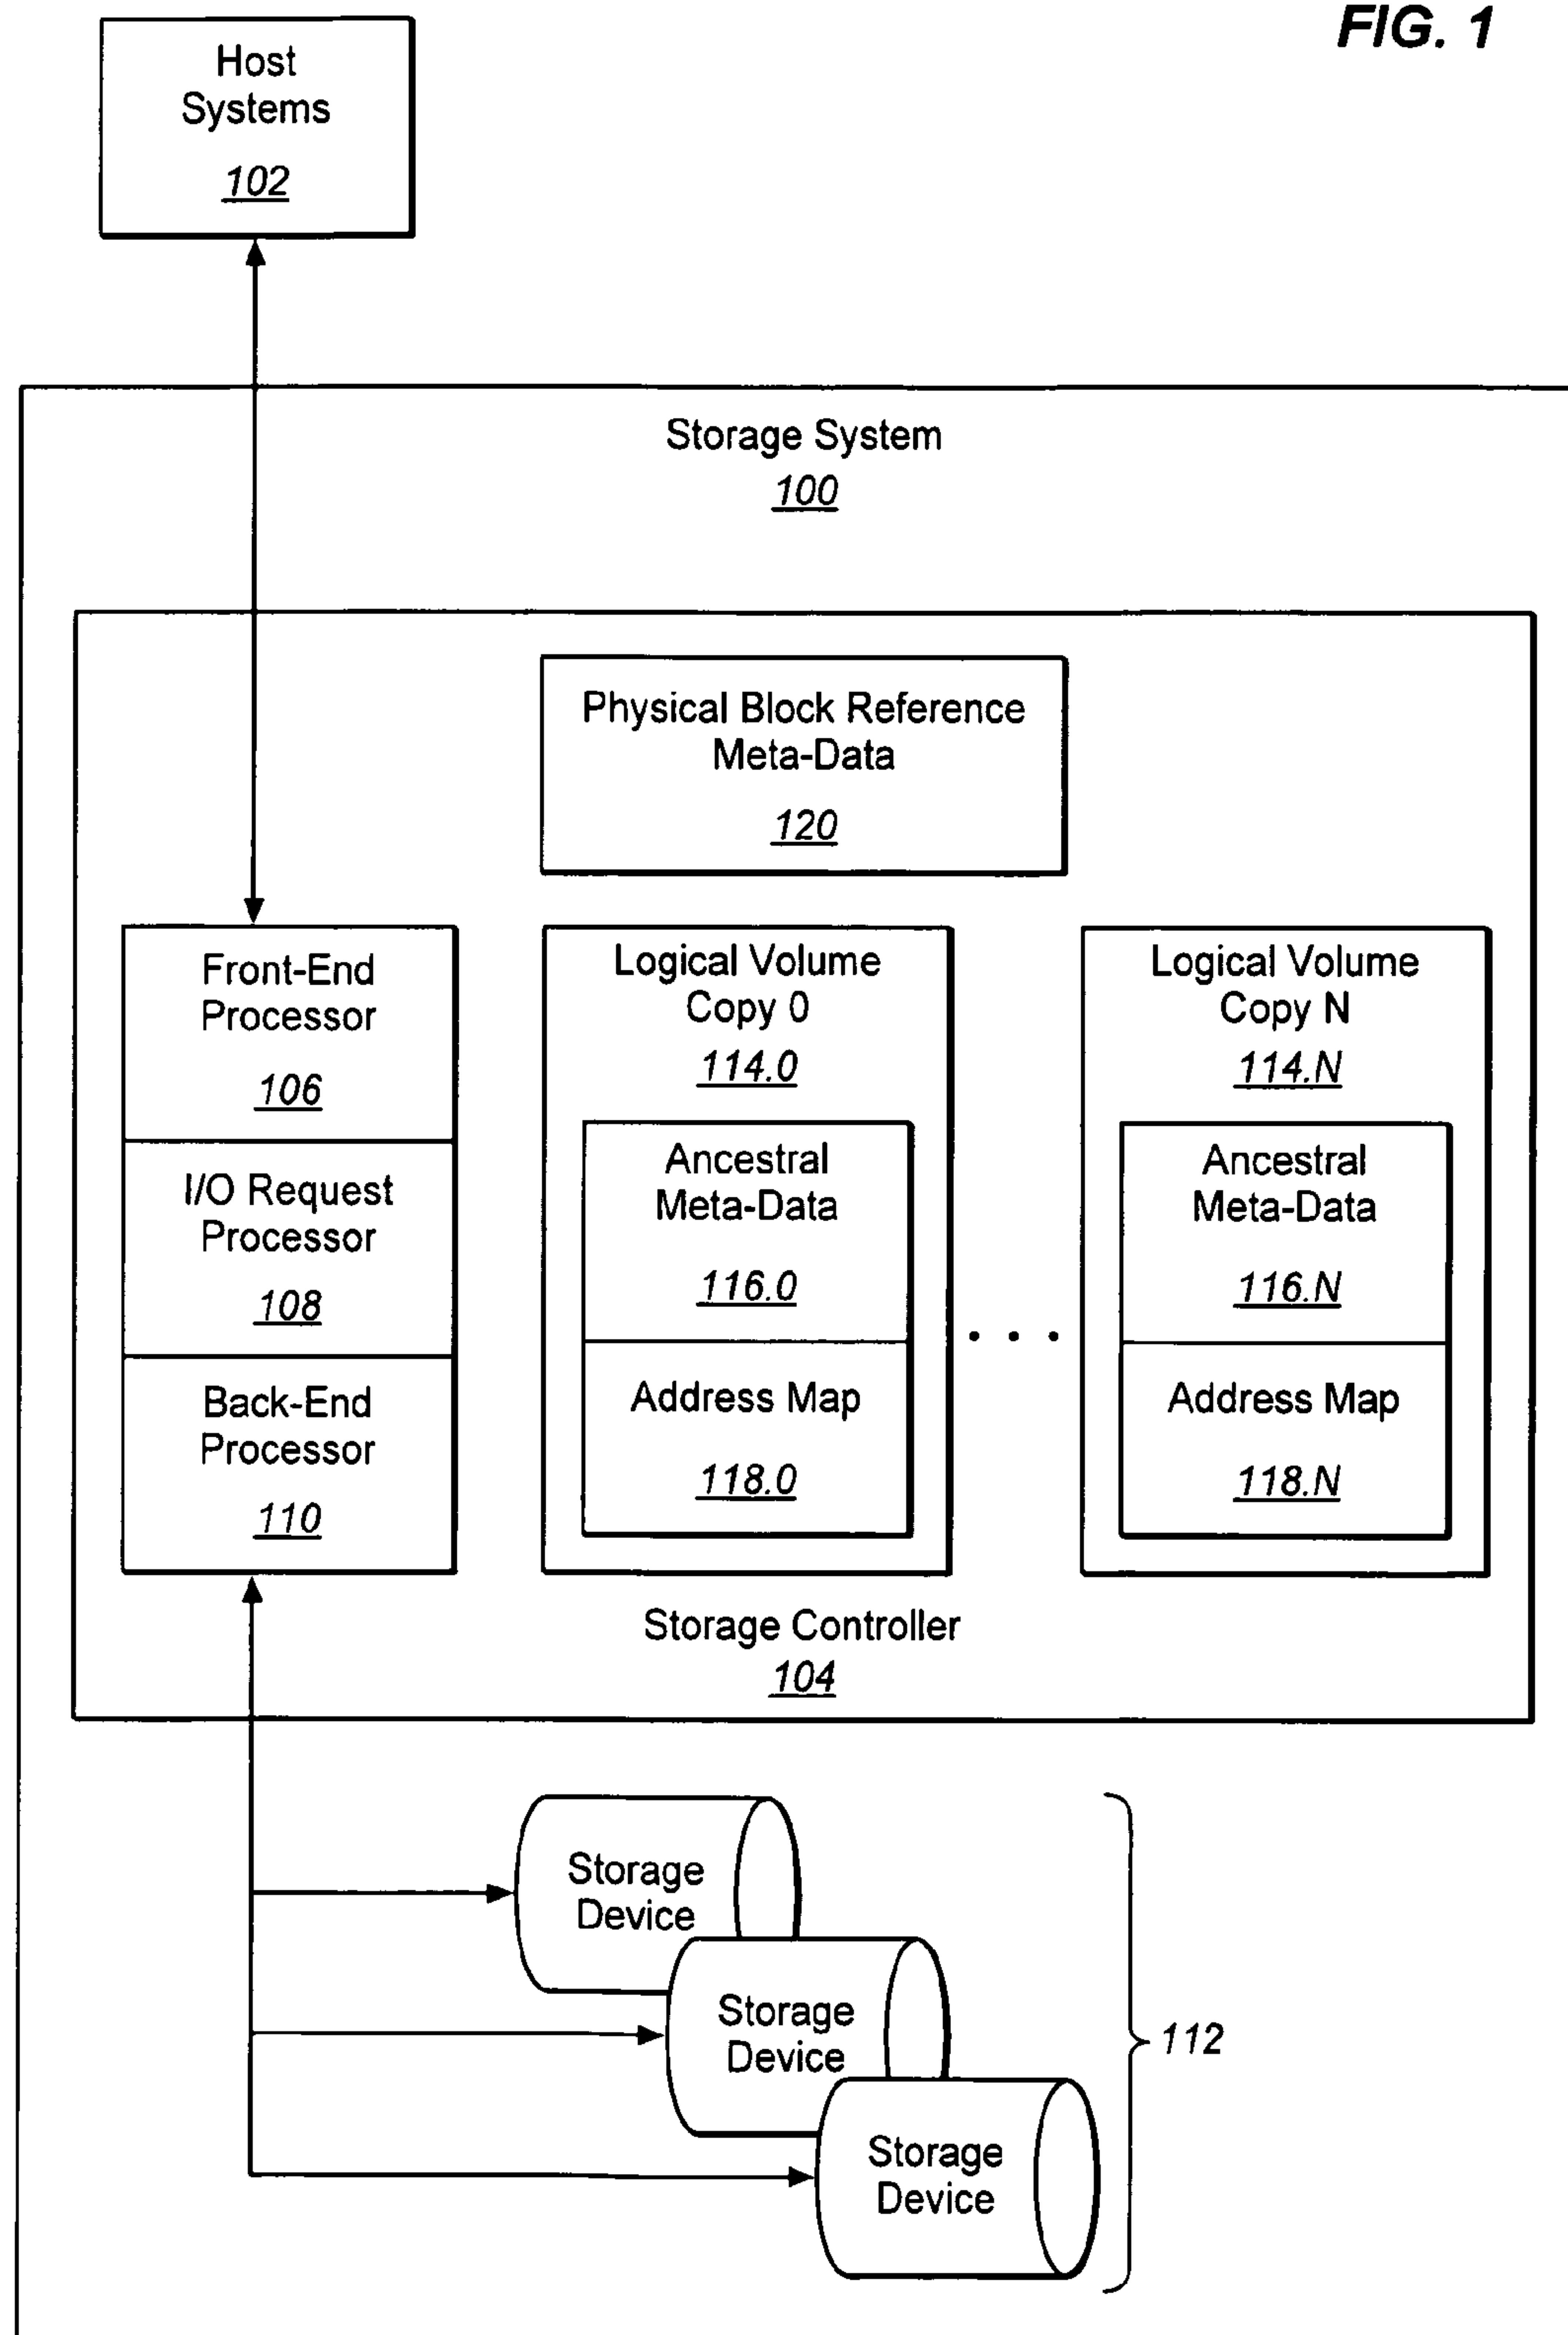 FIG. 1
Host
Systems
102
Storage System
100
Physical Block Reference
Meta-Data
120
Front-End
Processor
106
I/O Request
Processor
108
Back-End
Processor
110
Logical Volume
Copy 0
114.0
Ancestral
Meta-Data
116.0
Address Map
118.0
. . .
Logical Volume
Copy N
114.N
Ancestral
Meta-Data
116.N
Address Map
118.N
Storage Controller
104
Storage
Device
Storage
Device
Storage
Device
112